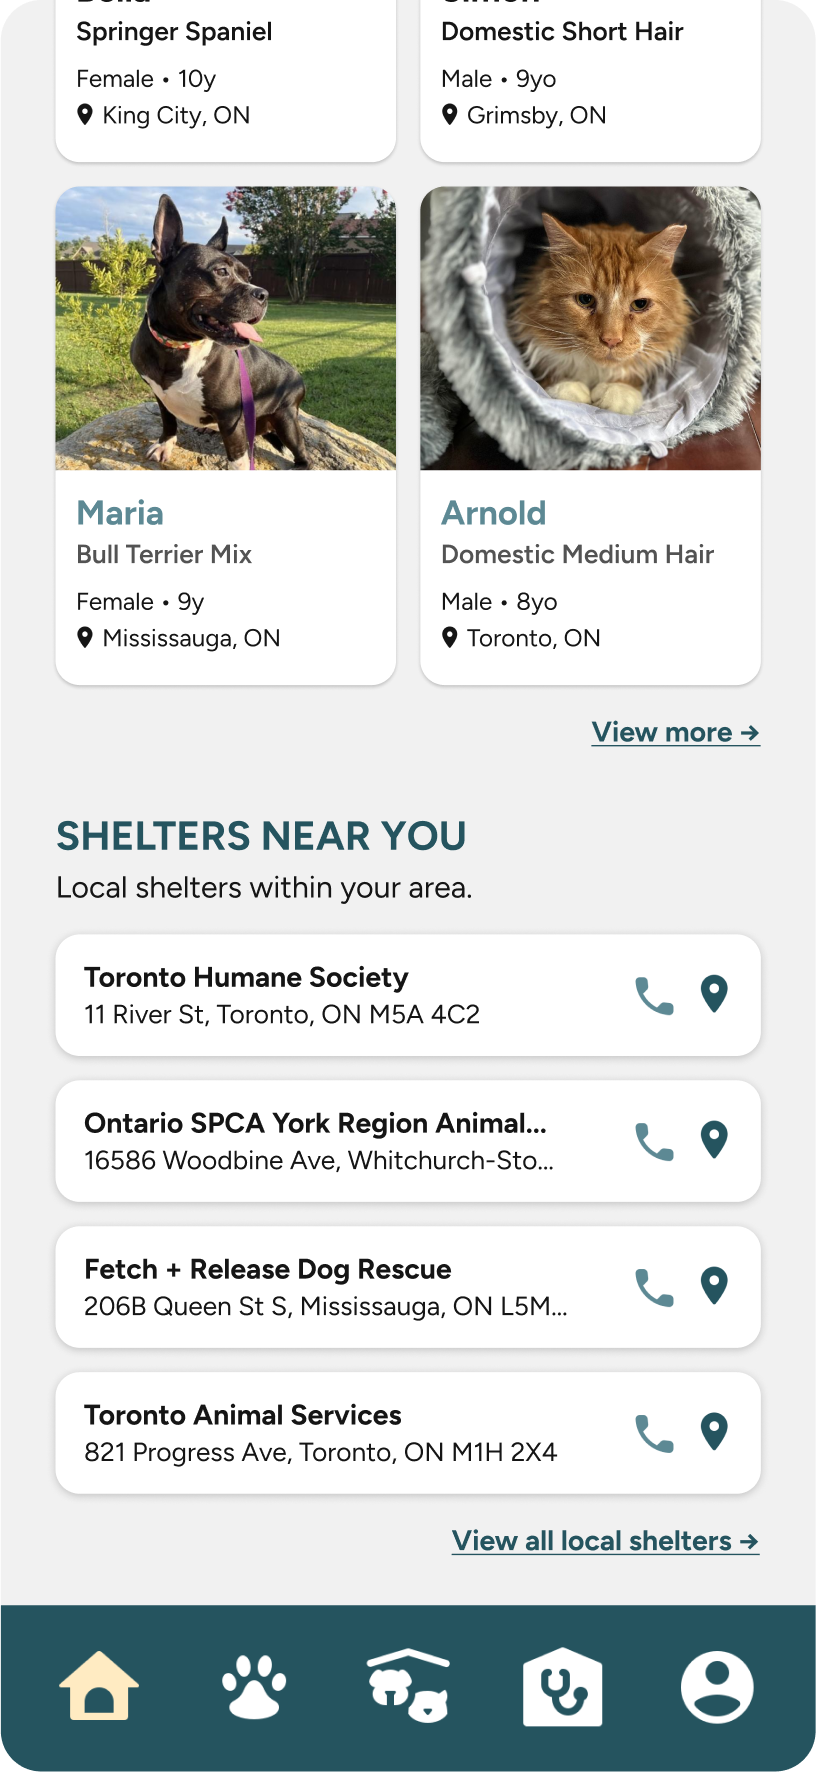 Springer Spaniel
Female • 10y
King City, ON
Domestic Short Hair
Male • 9yo
Grimsby, ON
Maria
Bull Terrier Mix
Female • 9y
Mississauga, ON
Arnold
Domestic Medium Hair
Male • 8yo
Toronto, ON
View more →
SHELTERS NEAR YOU
Local shelters within your area.
Toronto Humane Society
11 River St, Toronto, ON M5A 4C2
Ontario SPCA York Region Animal...
16586 Woodbine Ave, Whitchurch-Sto...
Fetch + Release Dog Rescue
206B Queen St S, Mississauga, ON L5M...
Toronto Animal Services
821 Progress Ave, Toronto, ON M1H 2X4
View all local shelters →